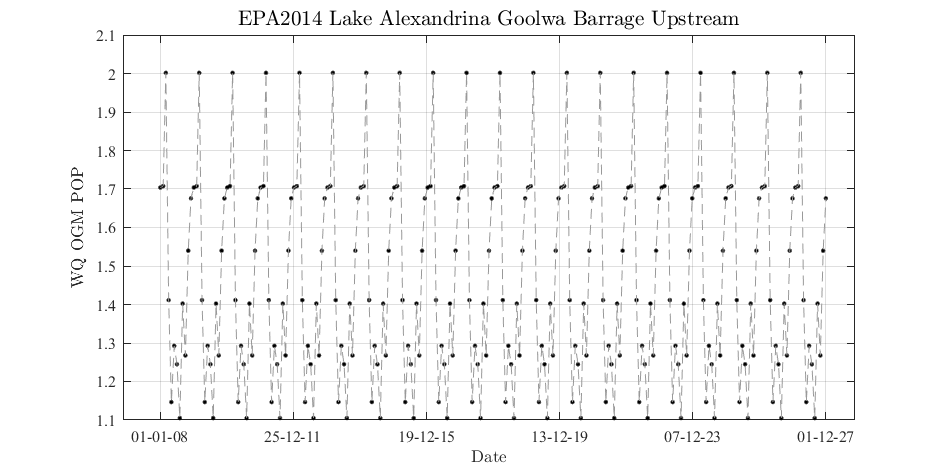 EPA2014 Lake Alexandrina Goolwa Barrage Upstream
WQ OGM POP
2.1
2
1.9
1.8
1.7
1.6
1.5
1.4
1.3
1.2
1.1
01-01-08 25-12-11 19-12-15 13-12-19 07-12-23 01-12-27
Date